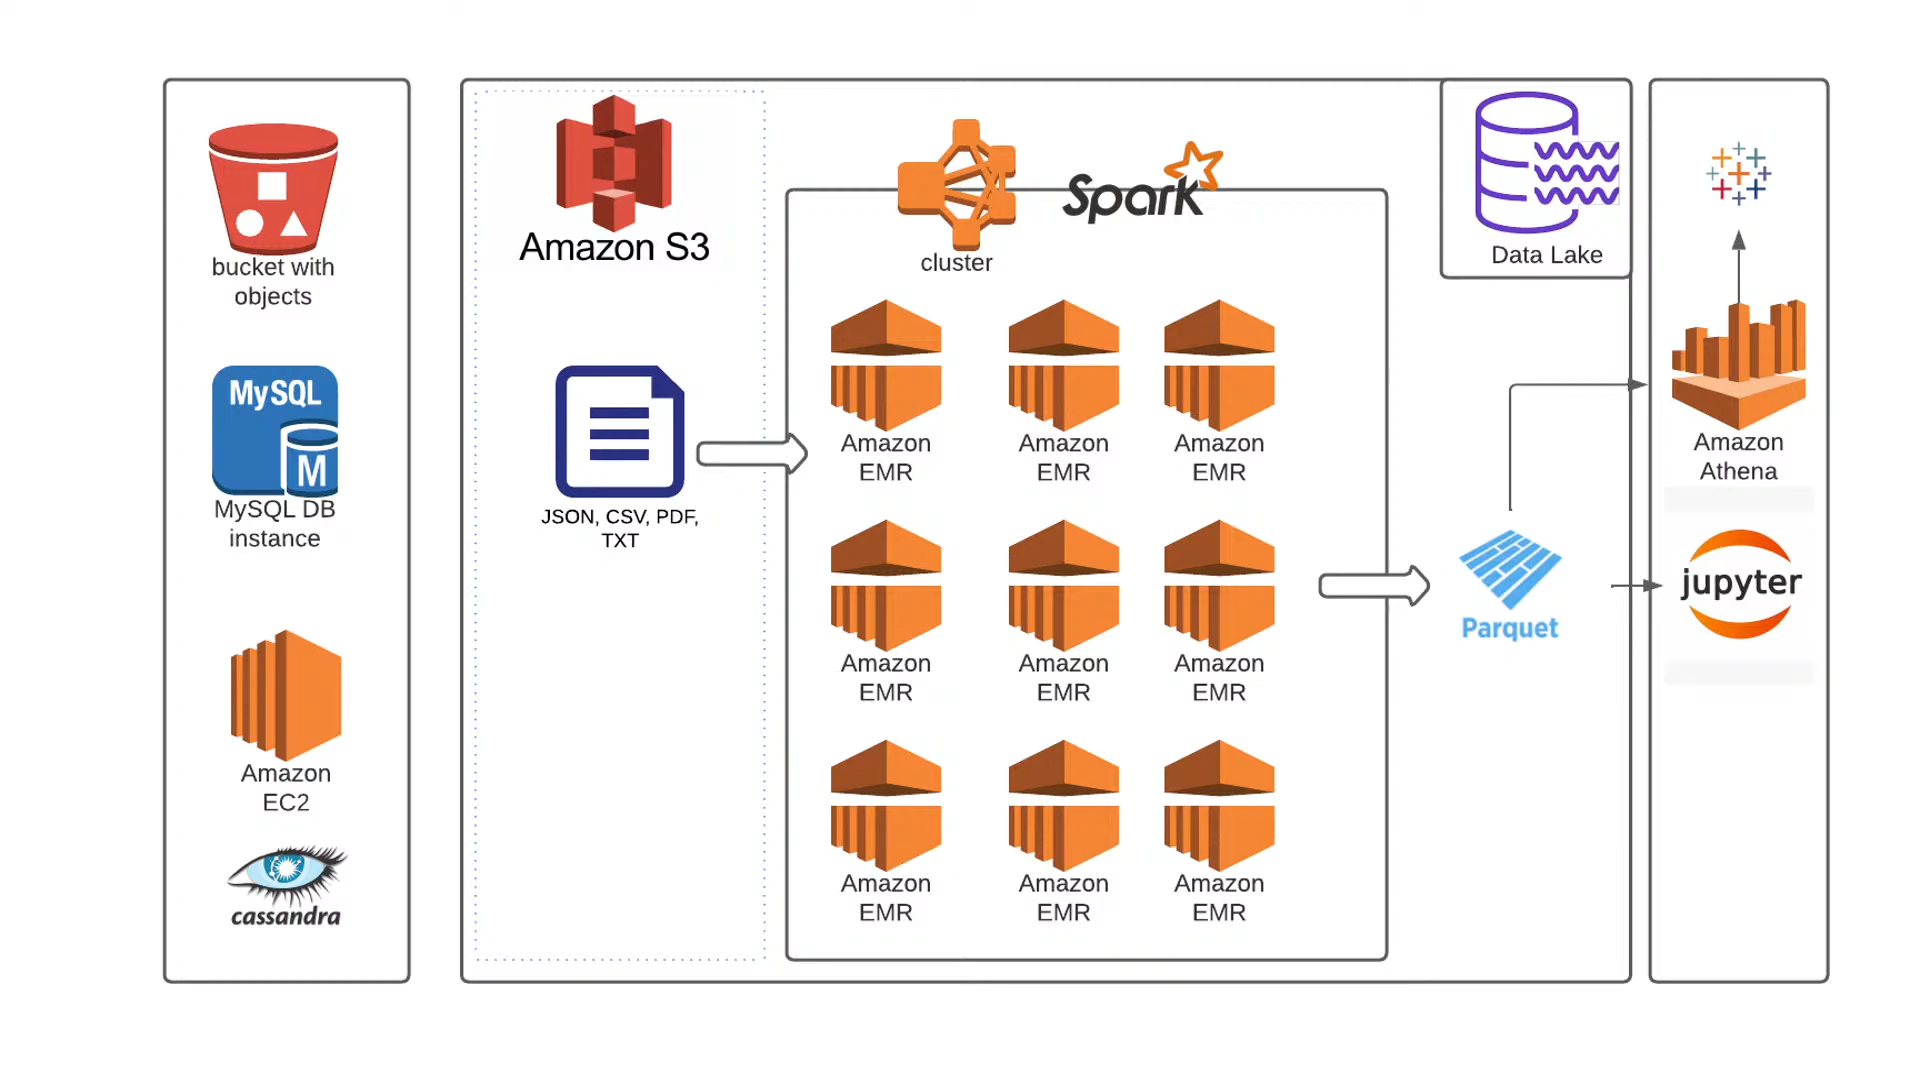 bucket with
objects
MySQL
M
MySQL DB
instance
Amazon
EC2
cassandra
Amazon S3
JSON, CSV, PDF,
TXT
cluster
Spark
Amazon
EMR
Amazon
EMR
Amazon
EMR
Amazon
EMR
Amazon
EMR
Amazon
EMR
Amazon
EMR
Amazon
EMR
Amazon
EMR
Data Lake
Parquet
Amazon
Athena
jupyter